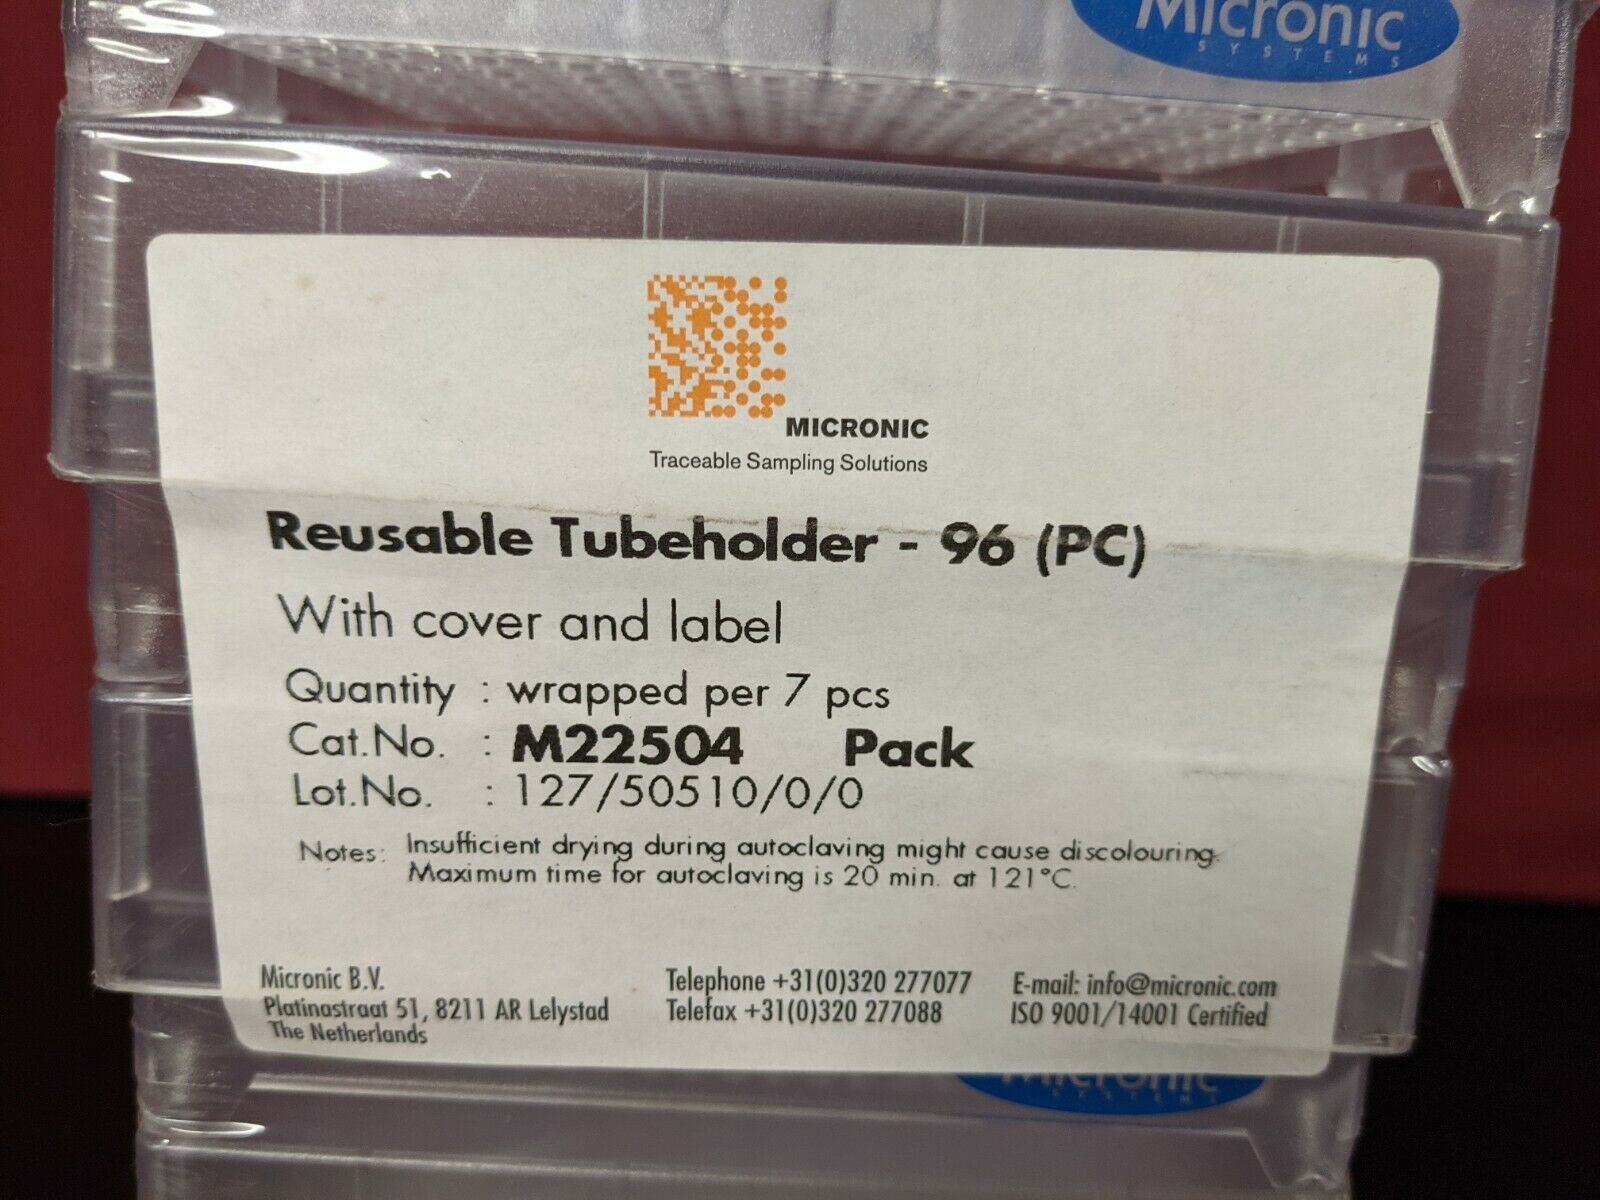 Micronic
SYSTEMS
MICRONIC
Traceable Sampling Solutions
Reusable Tubeholder - 96 (PC)
With cover and label
Quantity : wrapped per 7 pcs
Cat.No. : M22504 Pack
Lot.No. : 127/50510/0/0
Notes: Insufficient drying during autoclaving might cause discolouring.
Maximum time for autoclaving is 20 min. at 121°C.
Micronic B.V.
Platinastraat 51, 8211 AR Lelystad
The Netherlands
Telephone +31(0)320 277077
Telefax +31(0)320 277088
E-mail: info@micronic.com
ISO 9001/14001 Certified
Micronic
SYSTEMS